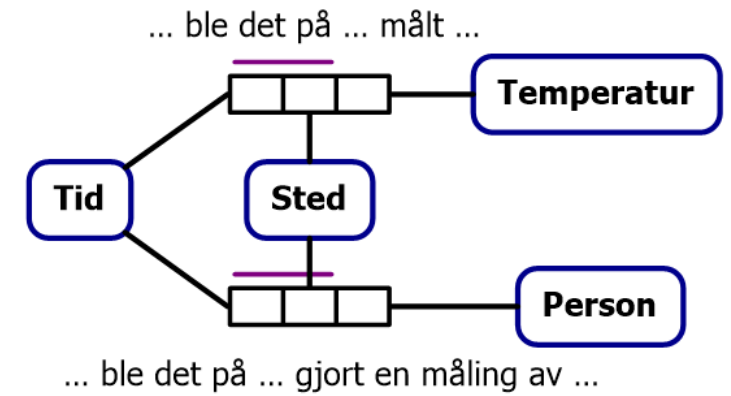 ... ble det på ... målt ...
Temperatur
Tid
Sted
Person
... ble det på ... gjort en måling av ...